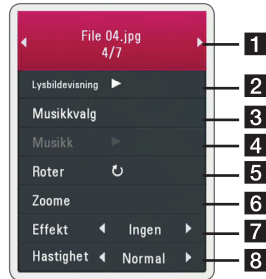 File 04.jpg
4/7
1
Lysbildevisning
2
Musikkvalg
3
Musikk
4
Roter
5
Zoome
6
Effekt Ingen
7
Hastighet Normal
8